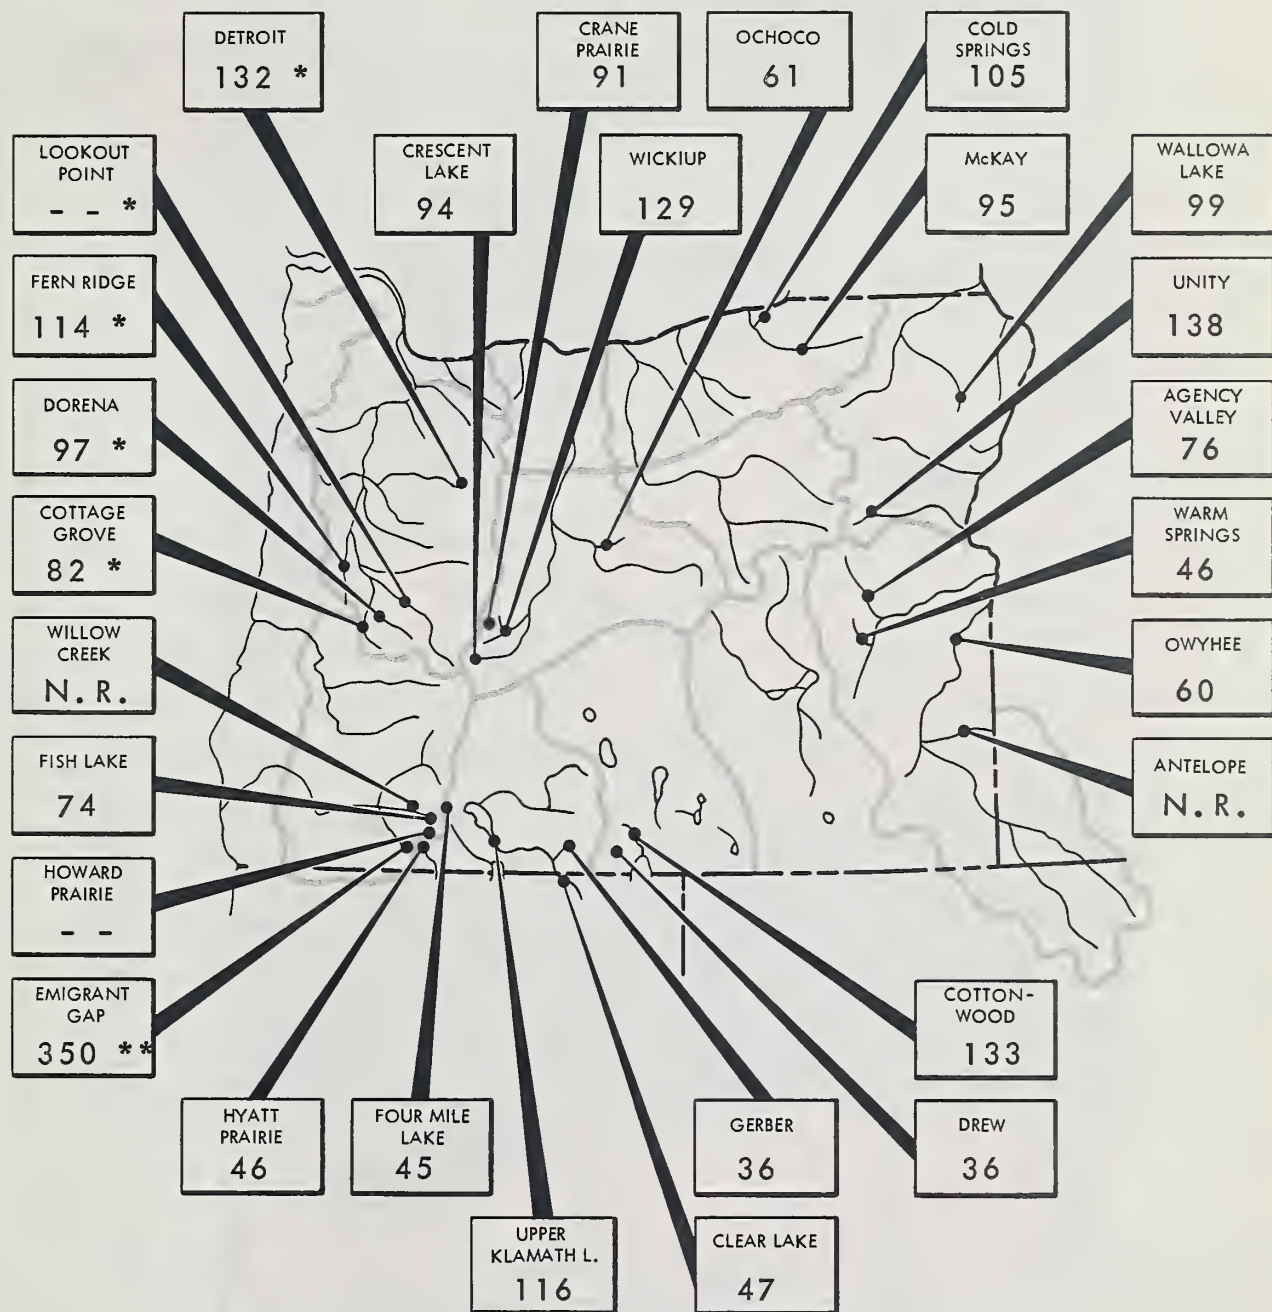 DETROIT
132 *
CRANE
PRAIRIE
91
OCHOCO
61
COLD
SPRINGS
105
LOOKOUT
POINT
- - *
CRESCENT
LAKE
94
WICKIUP
129
McKAY
95
WALLOWA
LAKE
99
FERN RIDGE
114 *
UNITY
138
DORENA
97 *
AGENCY
VALLEY
76
COTTAGE
GROVE
82 *
WARM
SPRINGS
46
WILLOW
CREEK
N. R.
OWYHEE
60
FISH LAKE
74
ANTELOPE
N. R.
HOWARD
PRAIRIE
- -
EMIGRANT
GAP
350 **
COTTON-
WOOD
133
HYATT
PRAIRIE
46
FOUR MILE
LAKE
45
GERBER
36
DREW
36
UPPER
KLAMATH L.
116
CLEAR LAKE
47